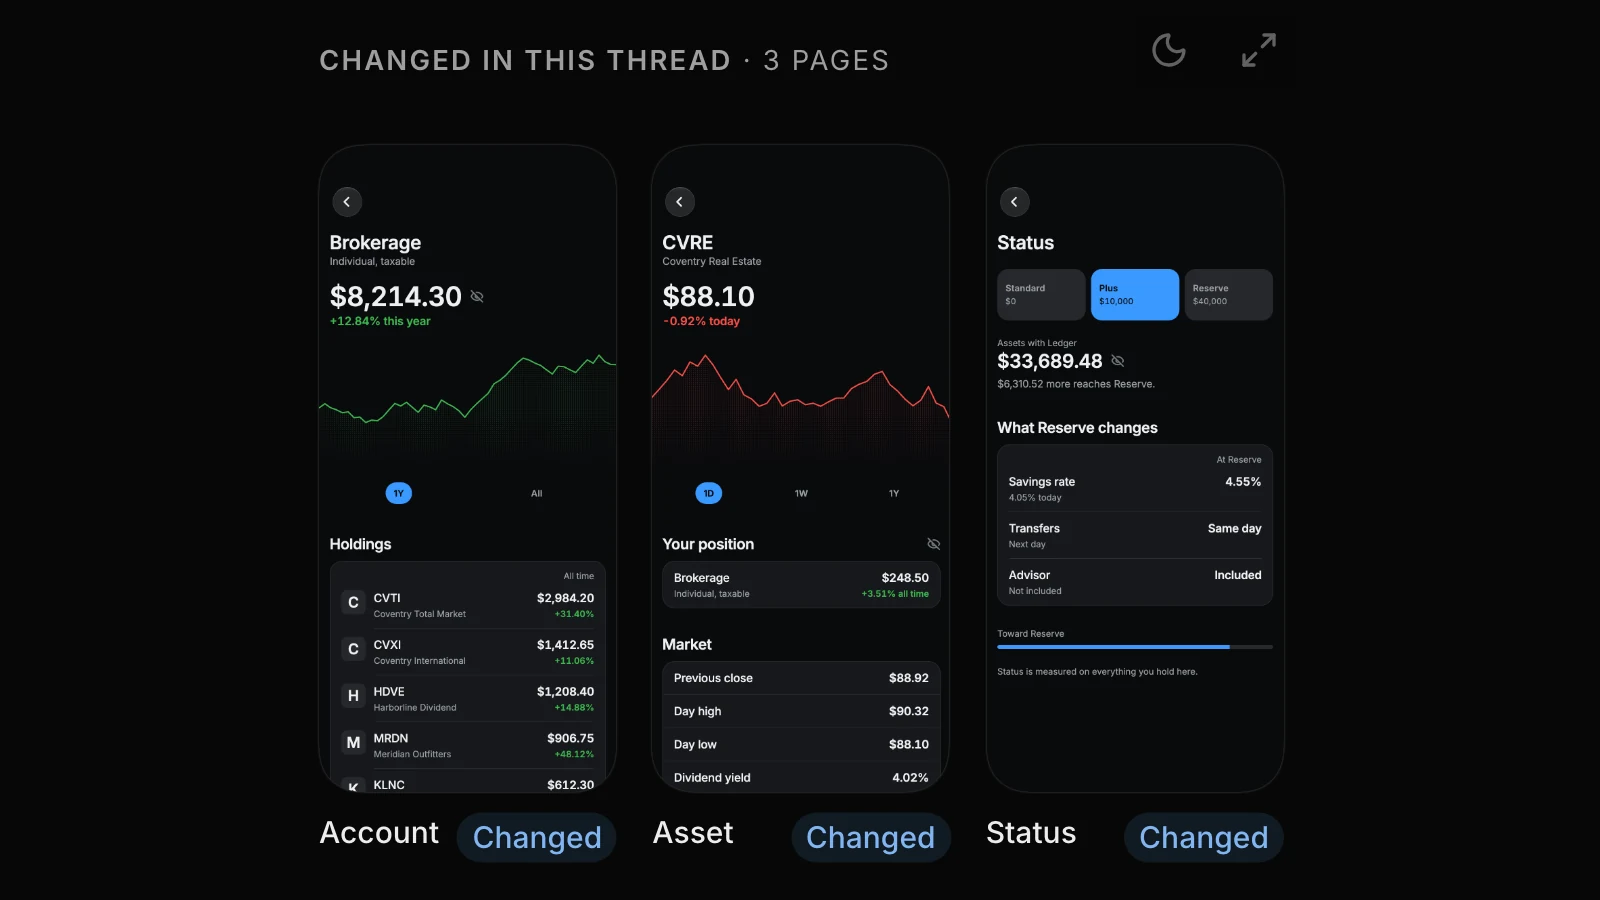 CHANGED IN THIS THREAD · 3 PAGES
Brokerage
Individual, taxable
$8,214.30
+12.84% this year
1Y
All
Holdings
All time
C
CVTI
$2,984.20
Coventry Total Market
+31.40%
C
CVXI
$1,412.65
Coventry International
+11.06%
H
HDVE
$1,208.40
Harborline Dividend
+14.88%
M
MRDN
$906.75
Meridian Outfitters
+48.12%
K
KLNC
$612.30
Account
Changed
CVRE
Coventry Real Estate
$88.10
-0.92% today
1D
1W
1Y
Your position
Brokerage
$248.50
Individual, taxable
+3.51% all time
Market
Previous close
$88.92
Day high
$90.32
Day low
$88.10
Dividend yield
4.02%
Asset
Changed
Status
Standard
$0
Plus
$10,000
Reserve
$40,000
Assets with Ledger
$33,689.48
$6,310.52 more reaches Reserve.
What Reserve changes
At Reserve
Savings rate
4.55%
4.05% today
Transfers
Same day
Next day
Advisor
Included
Not included
Toward Reserve
Status is measured on everything you hold here.
Status
Changed